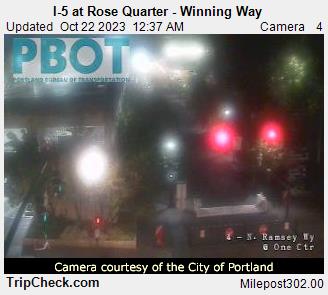 I-5 at Rose Quarter - Winning Way
Updated Oct 22 2023 12:37 AM Camera 4
PBOT
PORTLAND BUREAU OF TRANSPORTATION
4 - N. Ramsey Wy
@ One Ctr
Camera courtesy of the City of Portland
TripCheck.com Milepost302.00